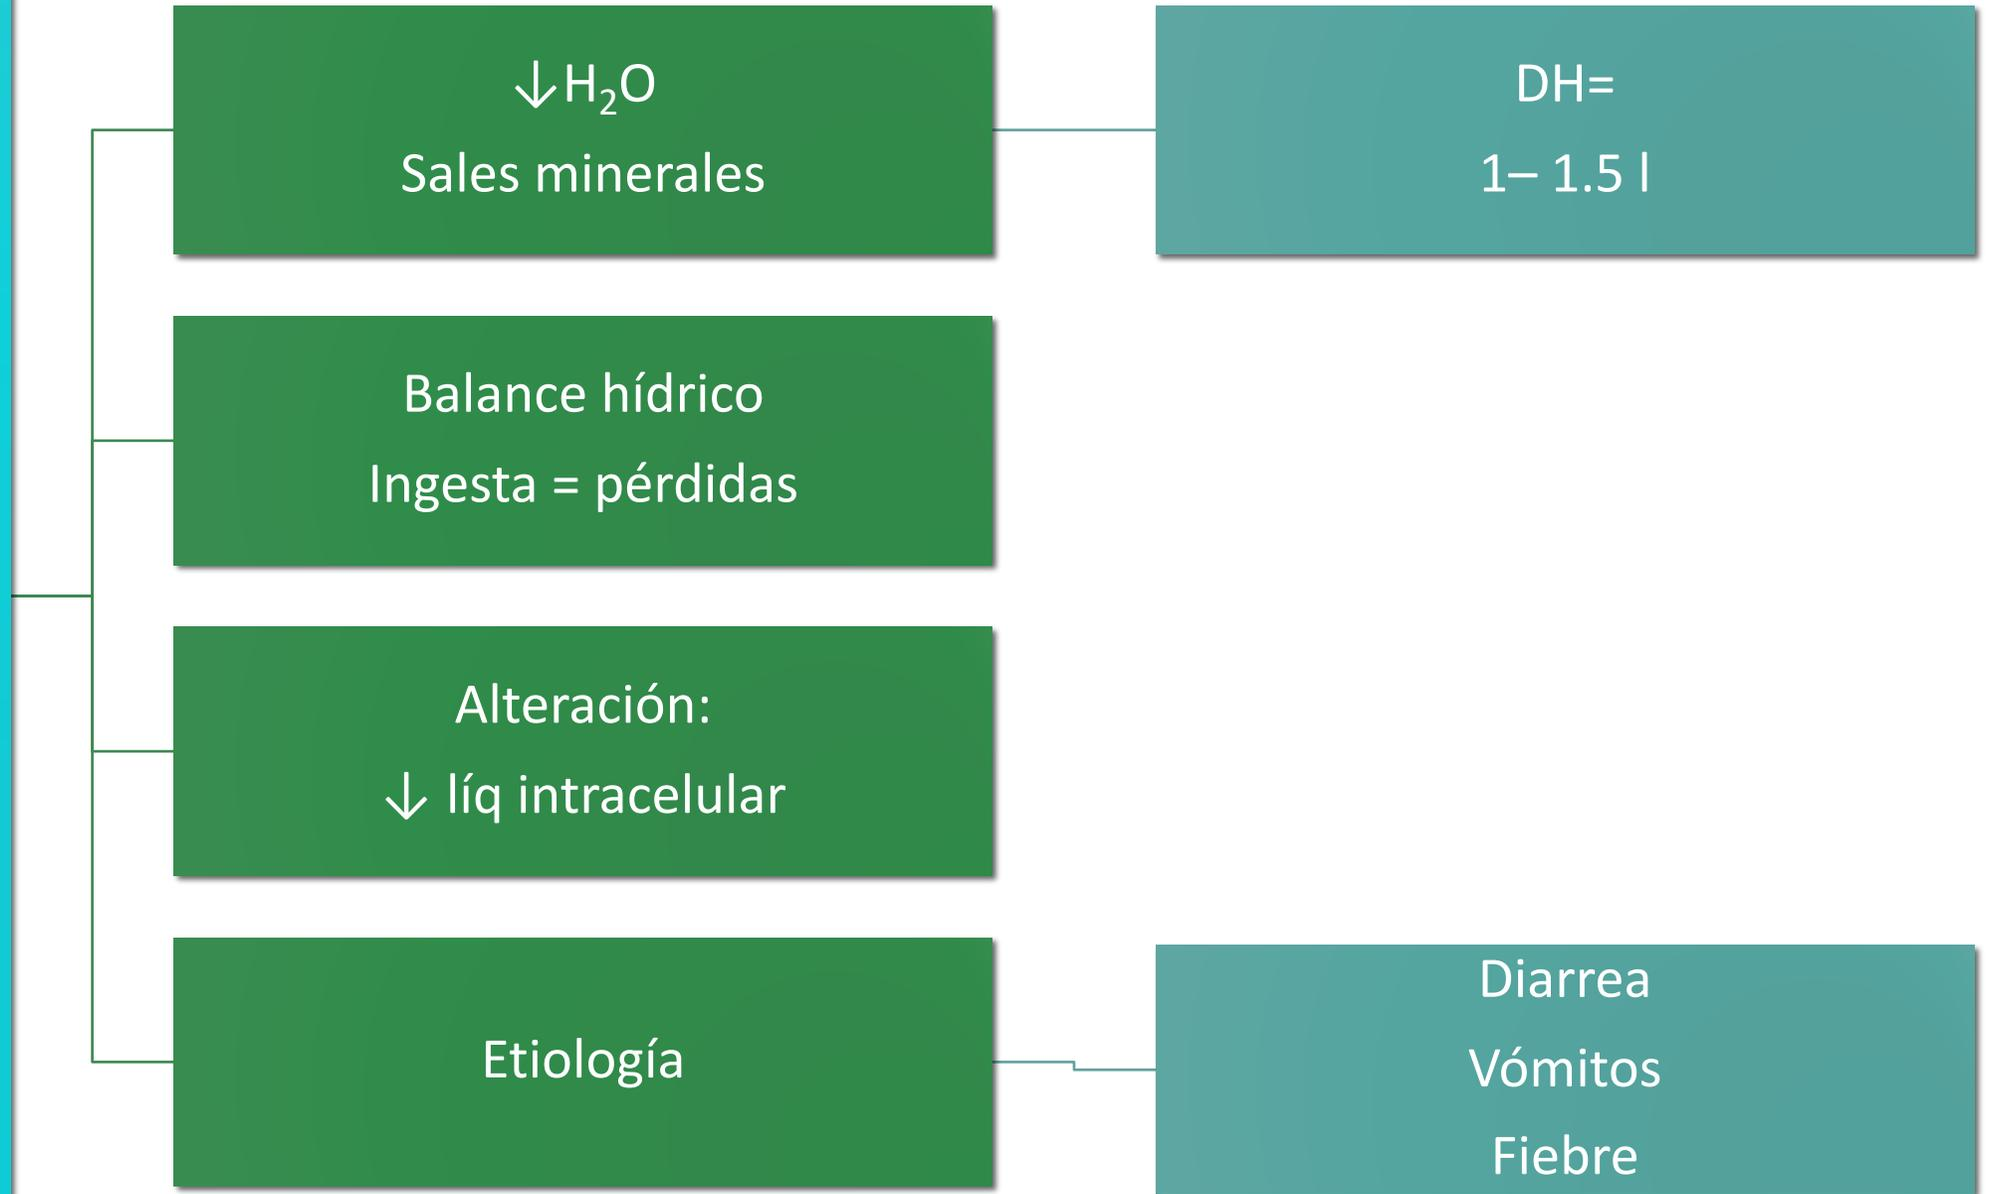 ↓H₂O
Sales minerales
DH=
1– 1.5 l
Balance hídrico
Ingesta = pérdidas
Alteración:
↓ líq intracelular
Etiología
Diarrea
Vómitos
Fiebre